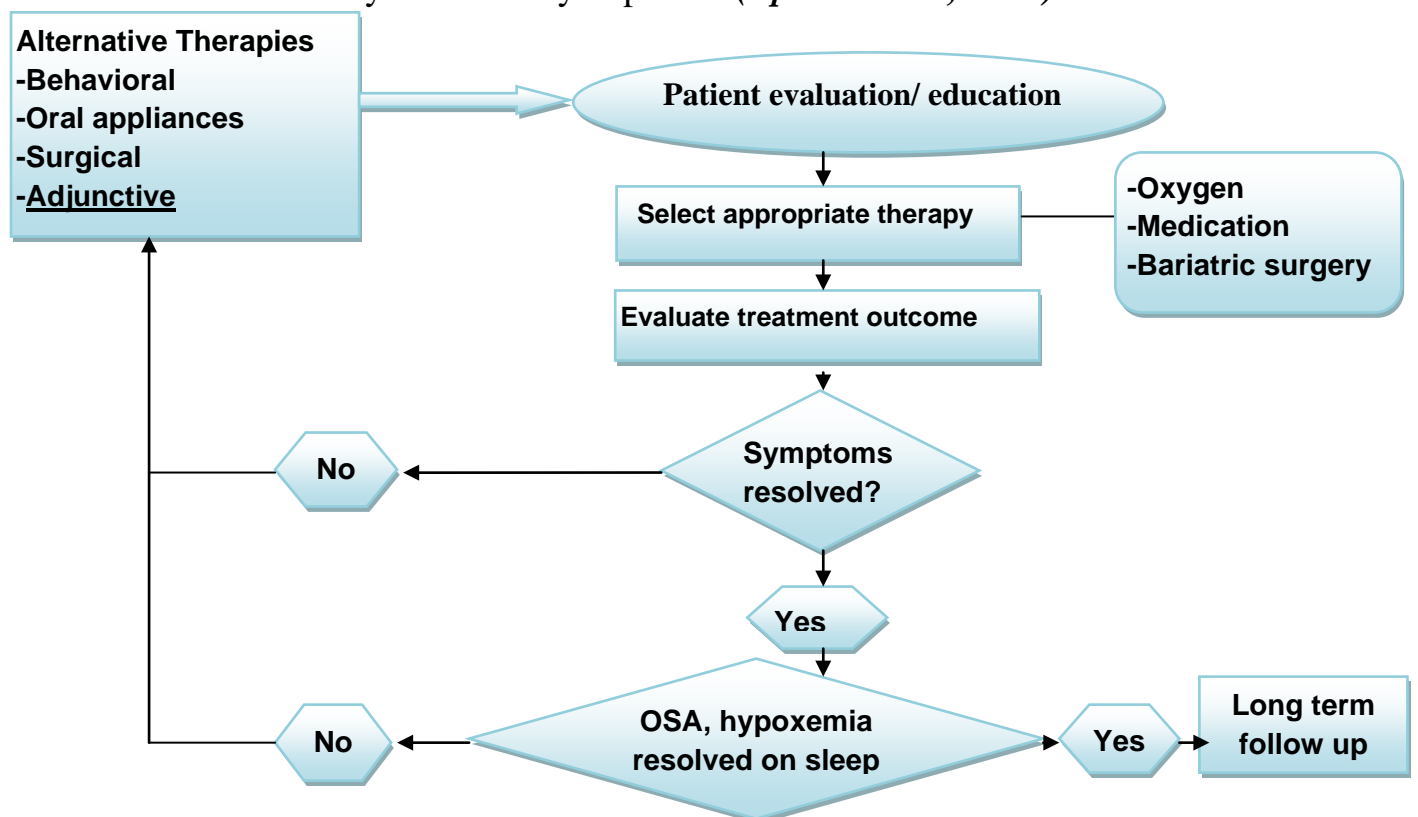 Alternative Therapies
-Behavioral
-Oral appliances
-Surgical
-Adjunctive
Patient evaluation/ education
Select appropriate therapy
-Oxygen
-Medication
-Bariatric surgery
Evaluate treatment outcome
Symptoms
resolved?
No
Yes
OSA, hypoxemia
resolved on sleep
No
Yes
Long term
follow up